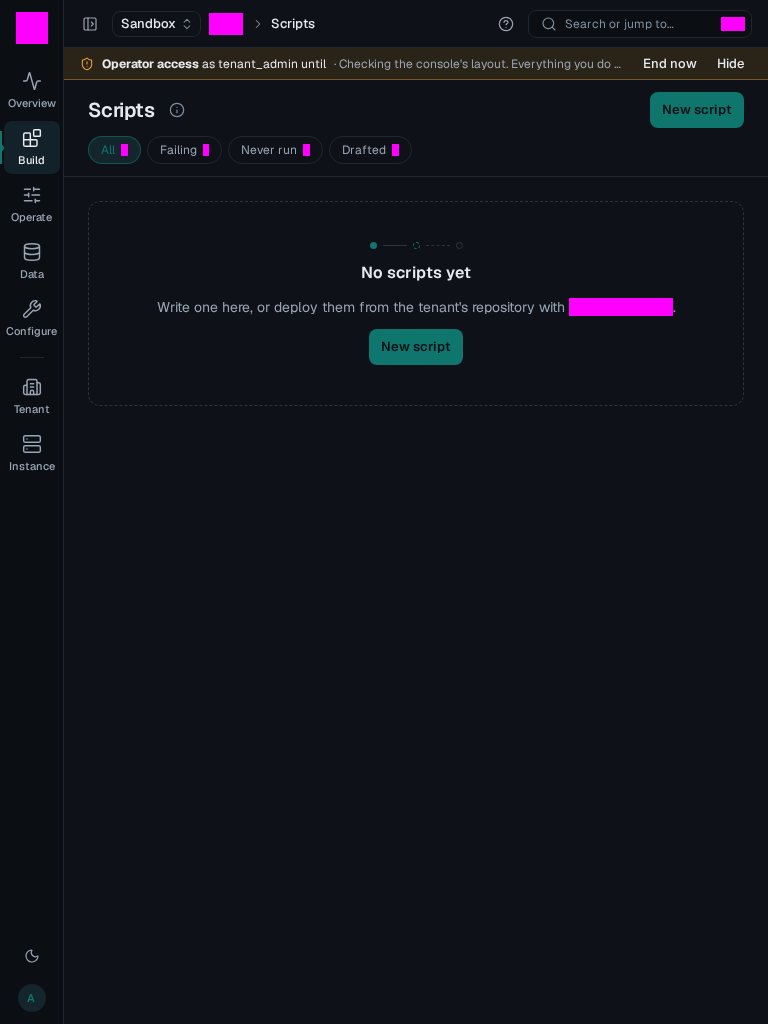 Sandbox
Scripts
Search or jump to...
Operator access as tenant_admin until · Checking the console's layout. Everything you do ...
End now
Hide
Overview
Build
Operate
Data
Configure
Tenant
Instance
A
Scripts
New script
All
Failing
Never run
Drafted
No scripts yet
Write one here, or deploy them from the tenant's repository with .
New script